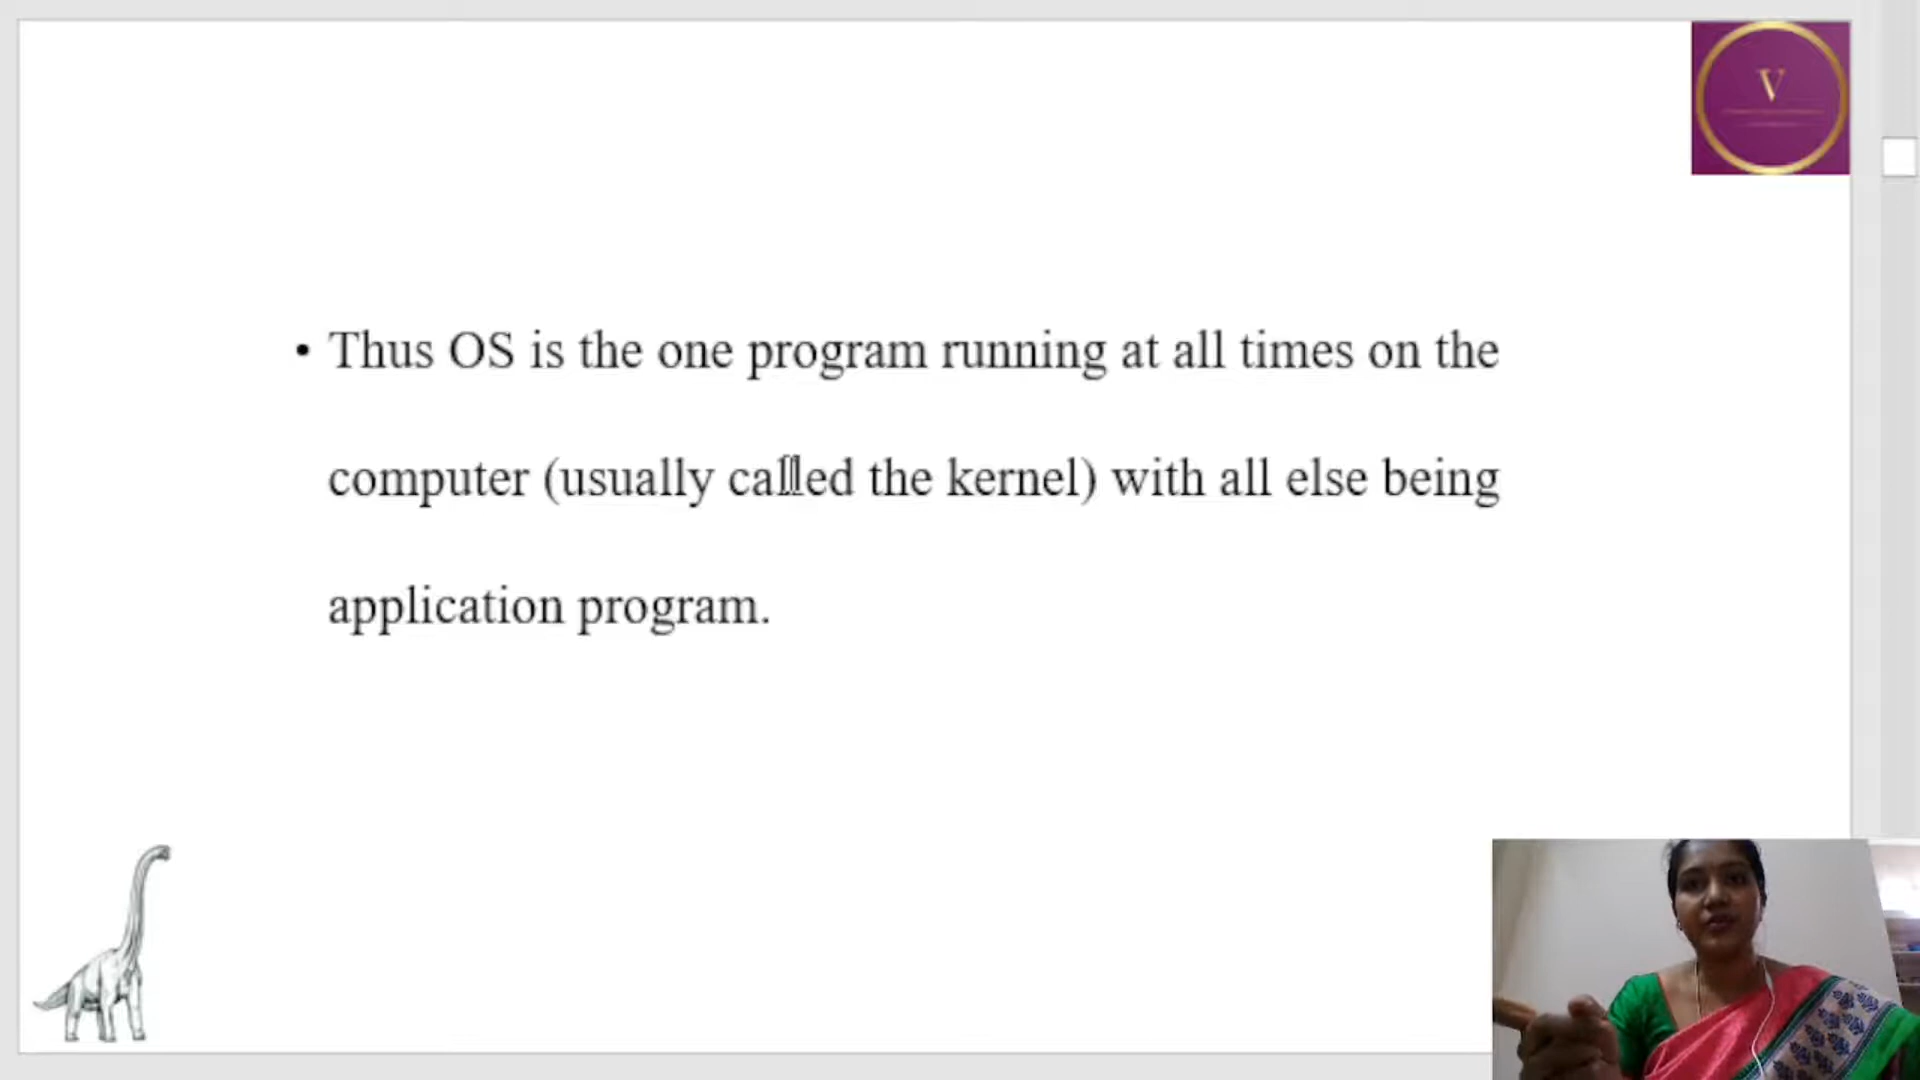 V
• Thus OS is the one program running at all times on the
computer (usually called the kernel) with all else being
application program.